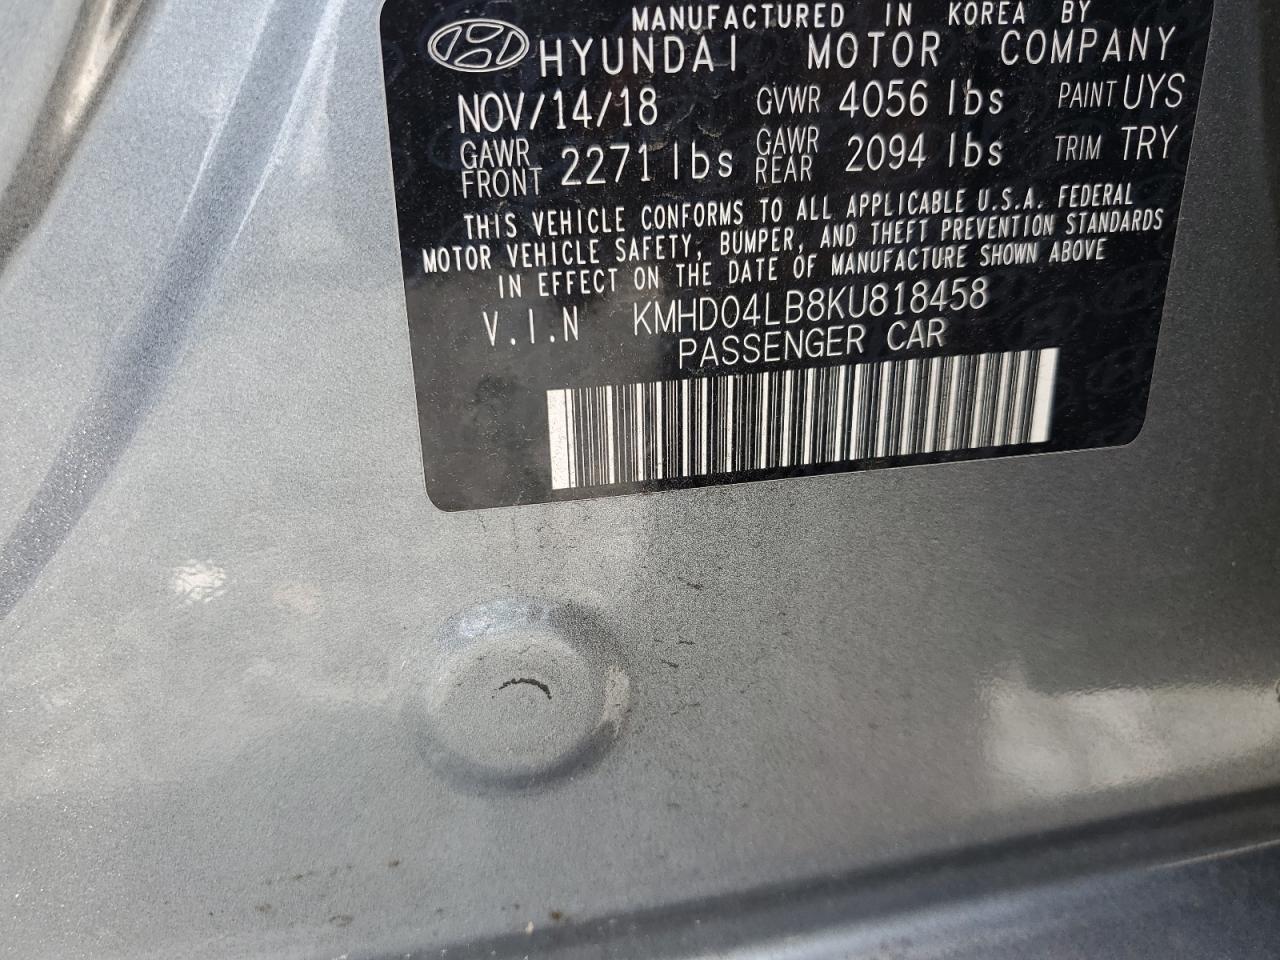 MANUFACTURED IN KOREA BY
HYUNDAI MOTOR COMPANY
NOV/14/18 GVWR 4056 lbs PAINT UYS
GAWR FRONT 2271 lbs GAWR REAR 2094 lbs TRIM TRY
THIS VEHICLE CONFORMS TO ALL APPLICABLE U.S.A. FEDERAL
MOTOR VEHICLE SAFETY, BUMPER, AND THEFT PREVENTION STANDARDS
IN EFFECT ON THE DATE OF MANUFACTURE SHOWN ABOVE
V.I.N KMHD04LB8KU818458
PASSENGER CAR